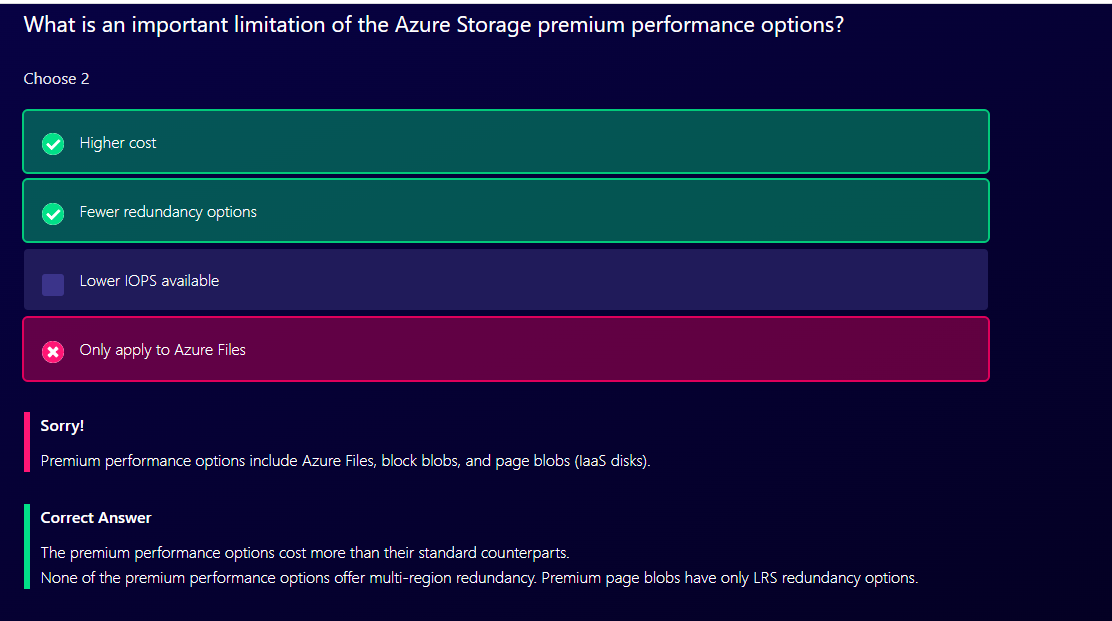 What is an important limitation of the Azure Storage premium performance options?
Choose 2
Higher cost
Fewer redundancy options
Lower IOPS available
Only apply to Azure Files
Sorry!
Premium performance options include Azure Files, block blobs, and page blobs (IaaS disks).
Correct Answer
The premium performance options cost more than their standard counterparts.
None of the premium performance options offer multi-region redundancy. Premium page blobs have only LRS redundancy options.